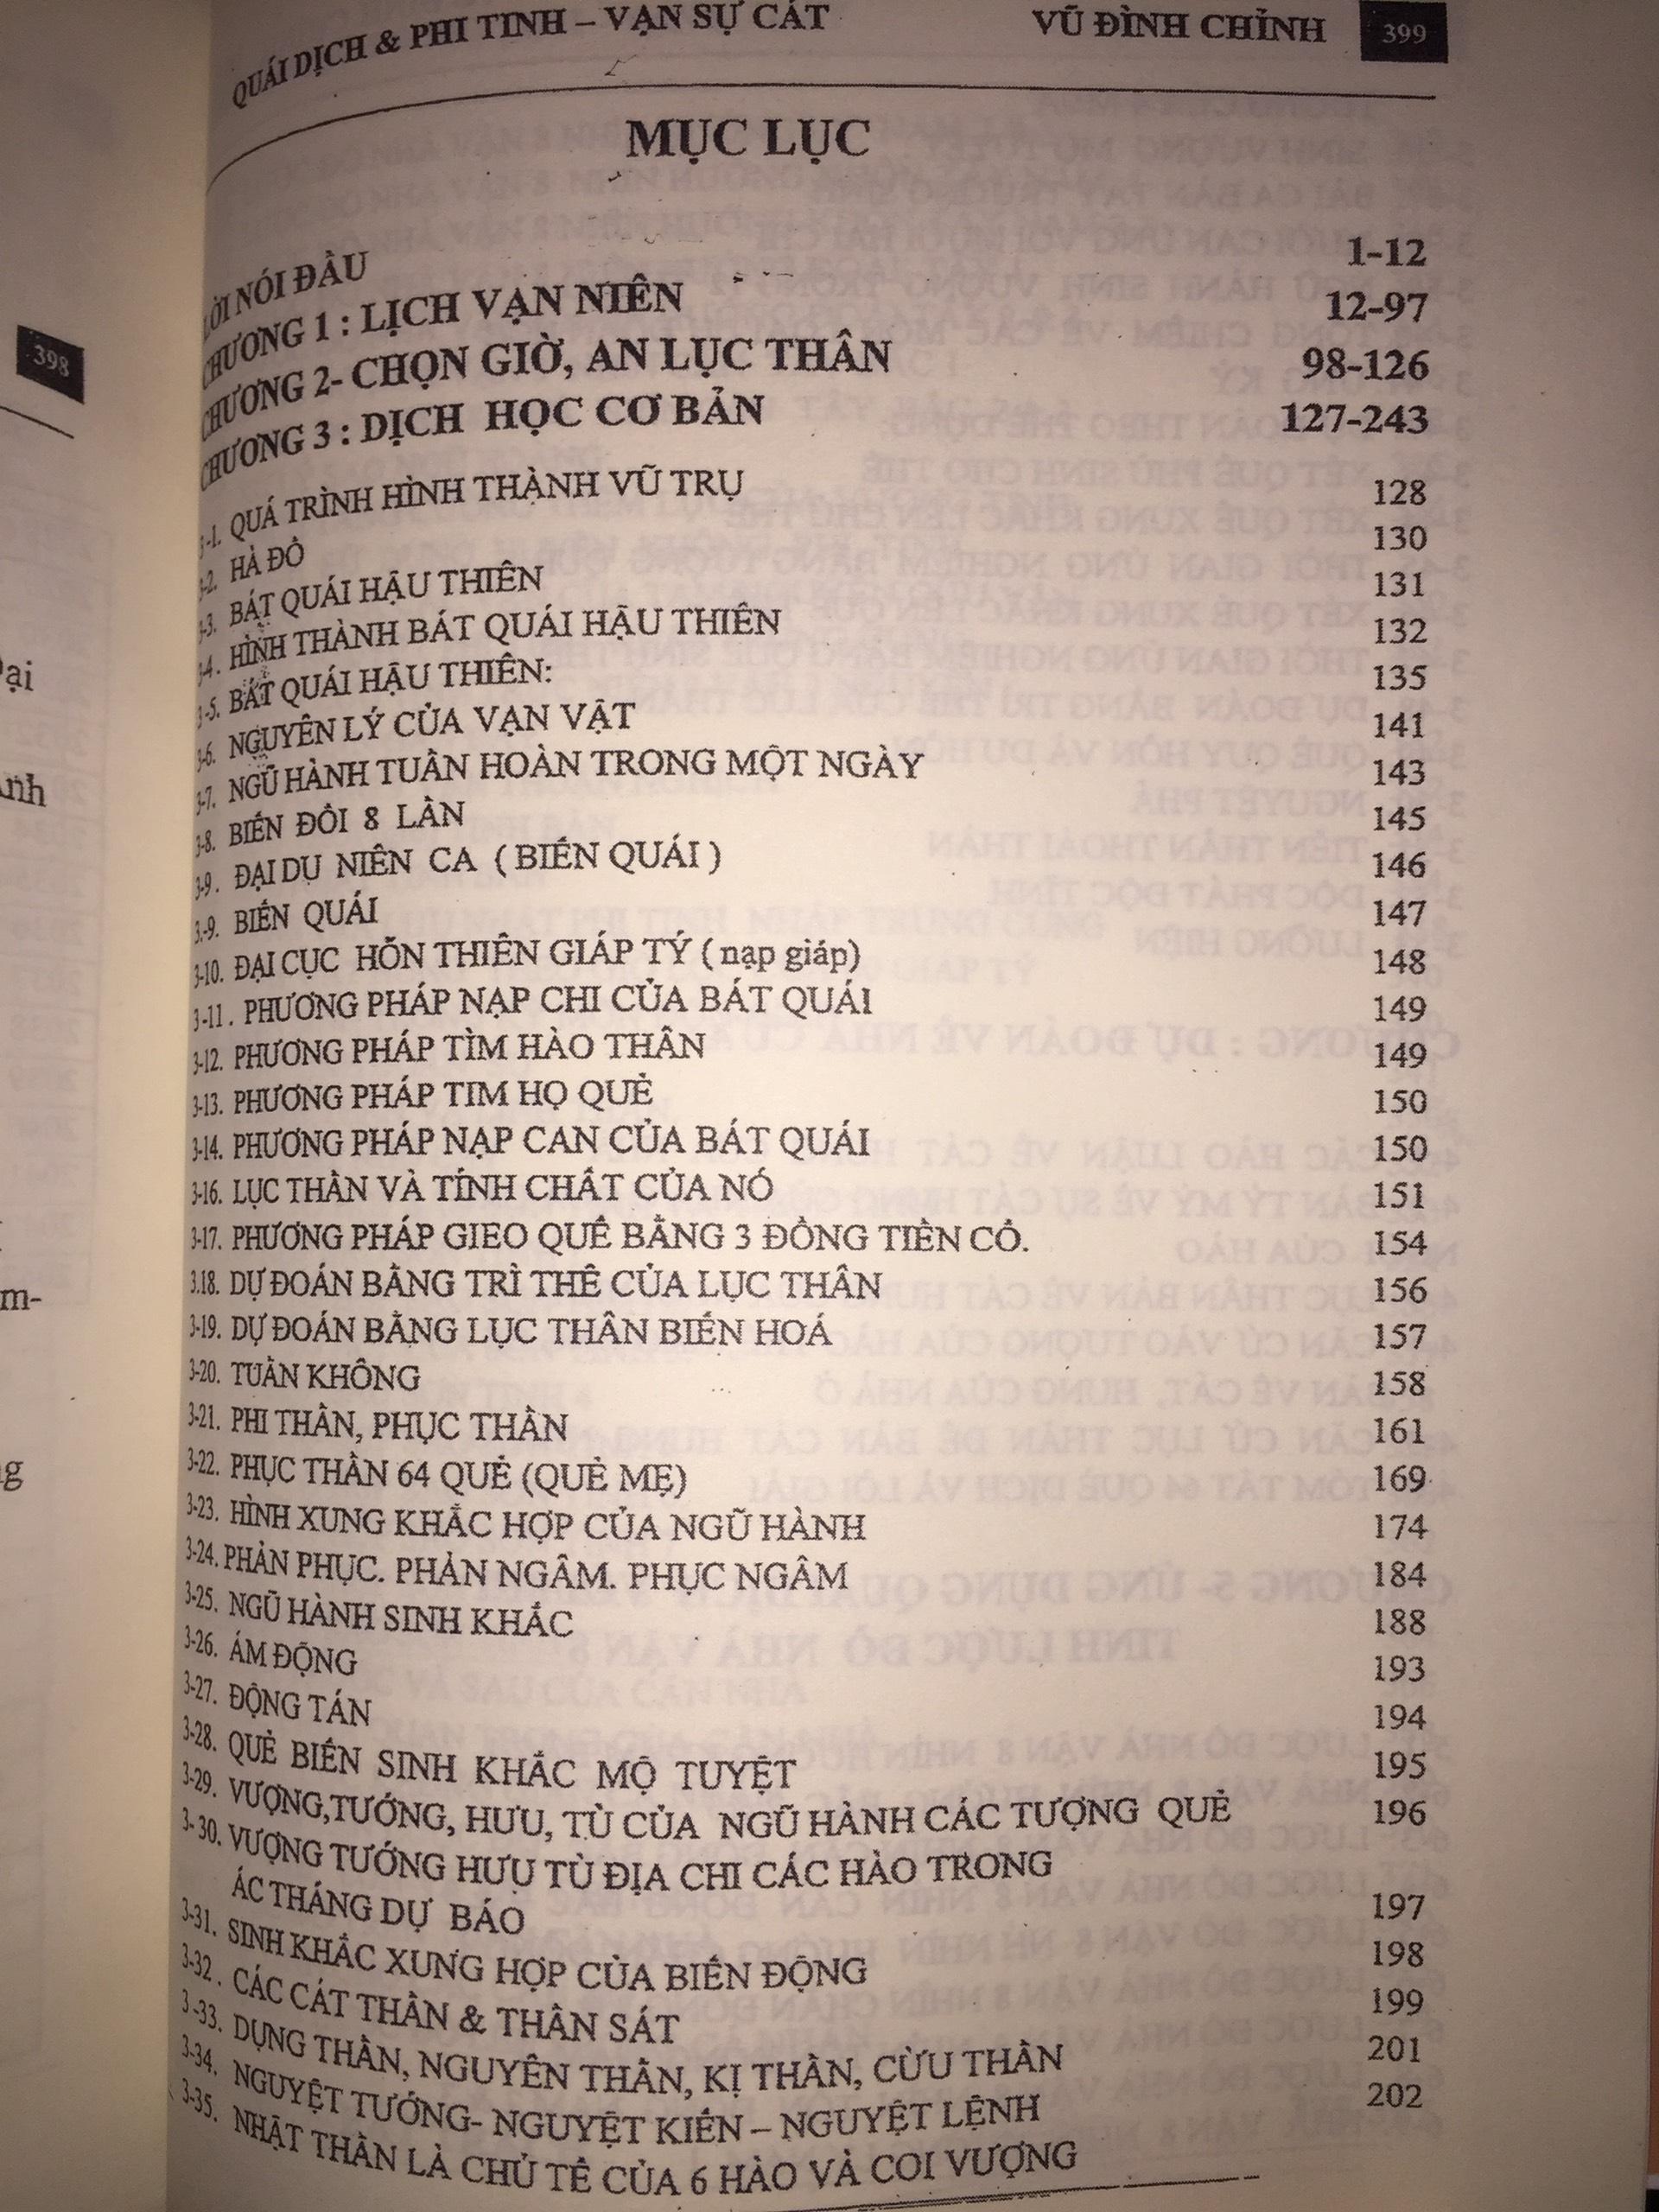 QUÁI DỊCH & PHI TINH – VẠN SỰ CÁT VŨ ĐÌNH CHỈNH 399
MỤC LỤC
LỜI NÓI ĐẦU 1-12
CHƯƠNG 1 : LỊCH VẠN NIÊN 12-97
CHƯƠNG 2- CHỌN GIỜ, AN LỤC THÂN 98-126
CHƯƠNG 3 : DỊCH HỌC CƠ BẢN 127-243
3-1. QUÁ TRÌNH HÌNH THÀNH VŨ TRỤ 128
3-2. HÀ ĐỒ 130
3-3. BÁT QUÁI HẬU THIÊN 131
3-4. HÌNH THÀNH BÁT QUÁI HẬU THIÊN 132
3-5. BÁT QUÁI HẬU THIÊN: 135
3-6. NGUYÊN LÝ CỦA VẠN VẬT 141
3-7. NGŨ HÀNH TUẦN HOÀN TRONG MỘT NGÀY 143
3-8. BIẾN ĐỔI 8 LẦN 145
3-9. ĐẠI DỤ NIÊN CA ( BIẾN QUÁI ) 146
3.-9. BIẾN QUÁI 147
3-10. ĐẠI CỤC HỖN THIÊN GIÁP TÝ ( nạp giáp) 148
3-11. PHƯƠNG PHÁP NẠP CHI CỦA BÁT QUÁI 149
3-12. PHƯƠNG PHÁP TÌM HÀO THÂN 149
3-13. PHƯƠNG PHÁP TIM HỌ QUẺ 150
3-14. PHƯƠNG PHÁP NẠP CAN CỦA BÁT QUÁI 150
3-16. LỤC THẦN VÀ TÍNH CHẤT CỦA NÓ 151
3-17. PHƯƠNG PHÁP GIEO QUẺ BẰNG 3 ĐỒNG TIỀN CỔ. 154
3.18. DỰ ĐOÁN BẰNG TRÌ THẾ CỦA LỤC THÂN 156
3-19. DỰ ĐOÁN BẰNG LỤC THÂN BIẾN HOÁ 157
3-20. TUẦN KHÔNG 158
3-21. PHI THẦN, PHỤC THẦN 161
3-22. PHỤC THẦN 64 QUẺ (QUẺ MẸ) 169
3-23. HÌNH XUNG KHẮC HỢP CỦA NGŨ HÀNH 174
3-24. PHẢN PHỤC. PHẢN NGÂM. PHỤC NGÂM 184
3-25. NGŨ HÀNH SINH KHẮC 188
3-26. ÁM ĐỘNG 193
3-27. ĐỘNG TÁN 194
3-28. QUẺ BIẾN SINH KHẮC MỘ TUYỆT 195
3-29. VƯỢNG,TƯỚNG, HƯU, TÙ CỦA NGŨ HÀNH CÁC TƯỢNG QUẺ 196
3- 30. VƯỢNG TƯỚNG HƯU TÙ ĐỊA CHI CÁC HÀO TRONG
ÁC THÁNG DỰ BÁO 197
3-31. SINH KHẮC XUNG HỢP CỦA BIẾN ĐỘNG 198
3-32. CÁC CÁT THẦN & THẦN SÁT 199
3-33. DỤNG THẦN, NGUYÊN THẦN, KỊ THẦN, CỪU THẦN 201
3-34. NGUYỆT TƯỚNG- NGUYỆT KIẾN – NGUYỆT LỆNH 202
3-35. NHẬT THẦN LÀ CHỦ TỂ CỦA 6 HÀO VÀ COI VƯỢNG
398